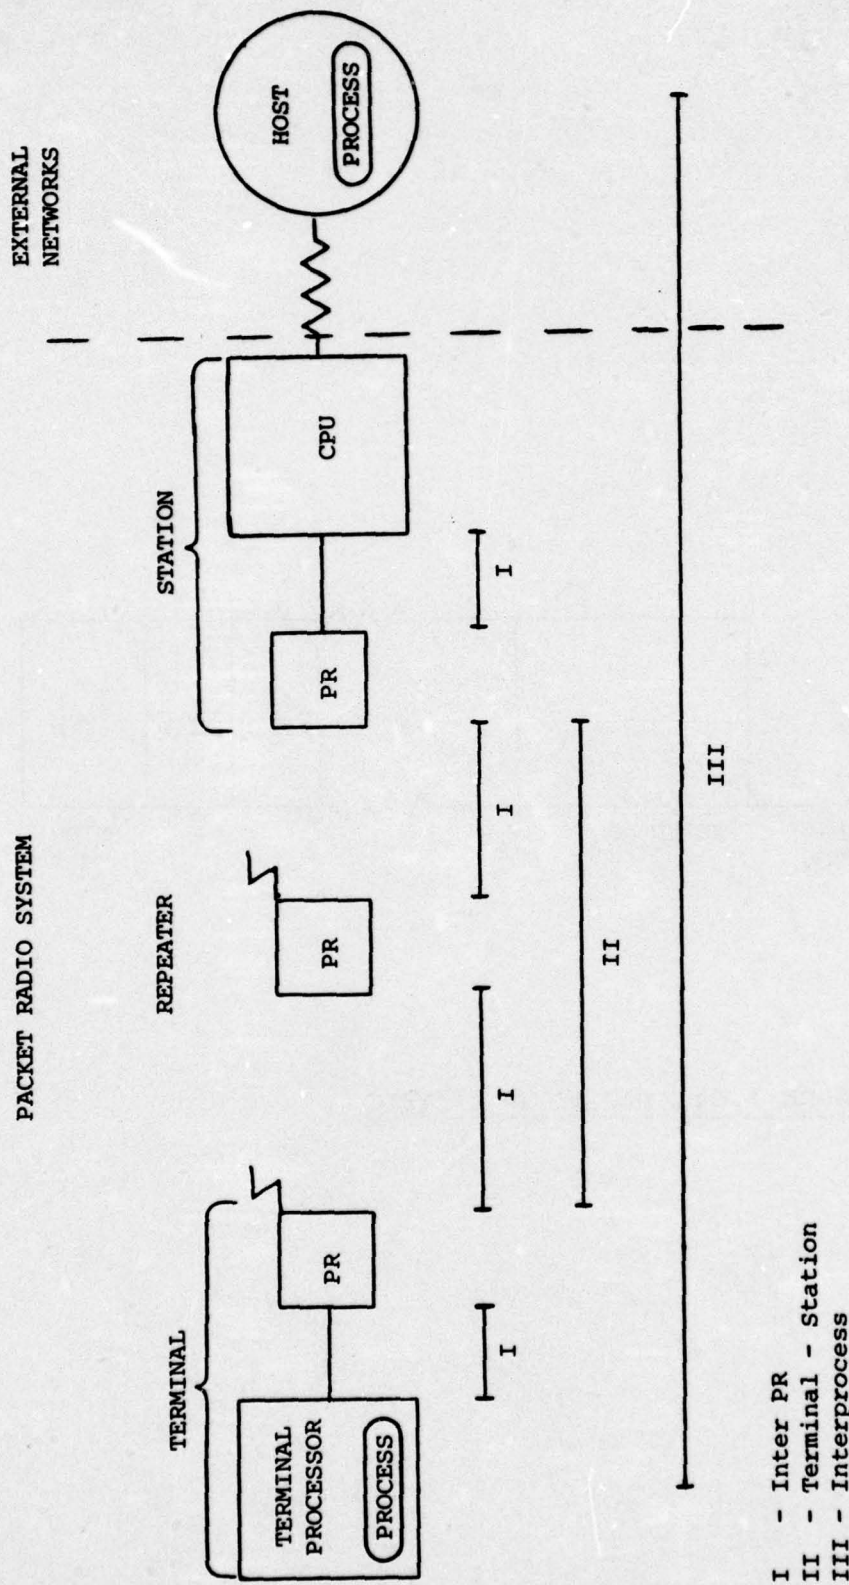 PACKET RADIO SYSTEM
EXTERNAL
NETWORKS
TERMINAL
REPEATER
STATION
TERMINAL
PROCESSOR
PROCESS
PR
PR
PR
CPU
HOST
PROCESS
I
I
I
I
II
III
I - Inter PR
II - Terminal - Station
III - Interprocess